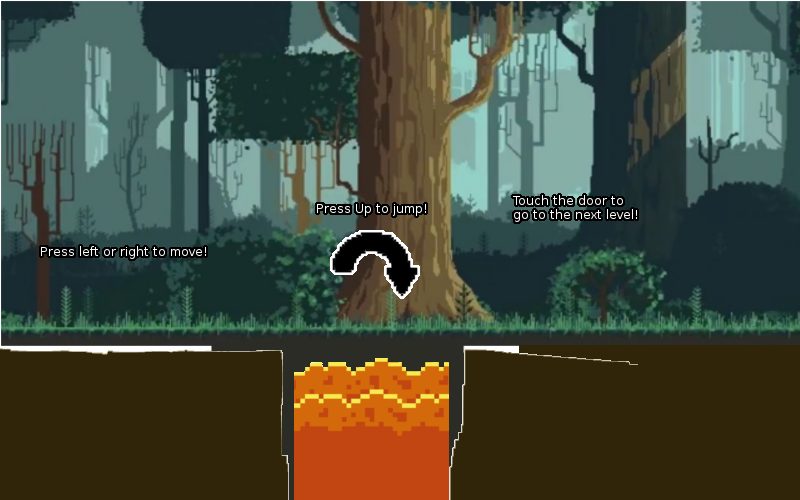 Press Up to jump!
Touch the door to
go to the next level!
Press left or right to move!